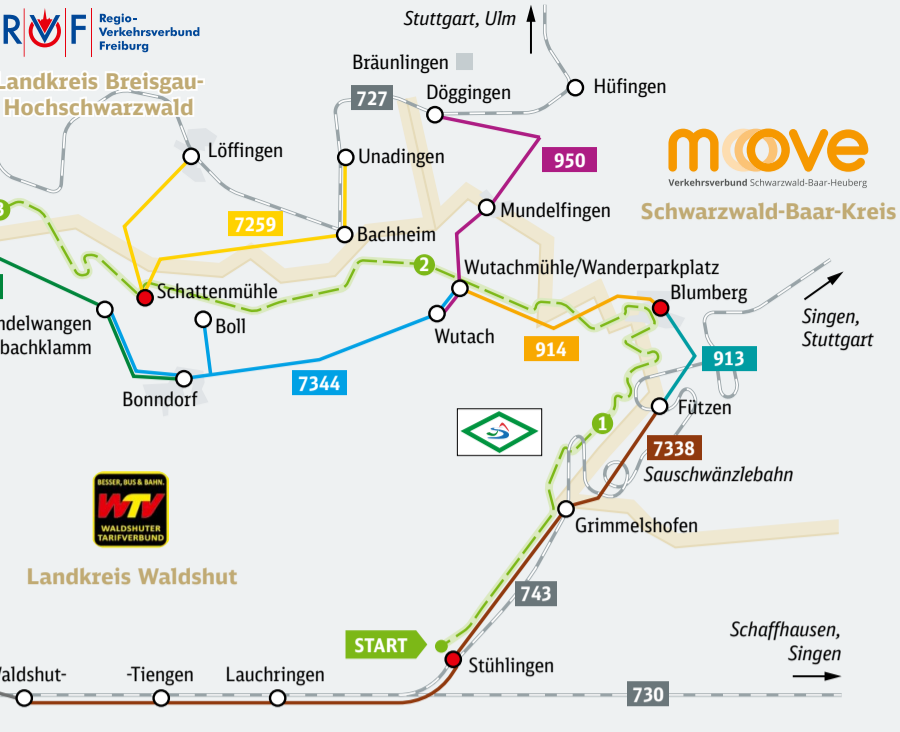 RVF
Regio-
Verkehrsverbund
Freiburg
Stuttgart, Ulm
Landkreis Breisgau-
Hochschwarzwald
Bräunlingen
Hüfingen
727
Döggingen
Löffingen
Unadingen
950
moove
Verkehrsverbund Schwarzwald-Baar-Heuberg
Schwarzwald-Baar-Kreis
3
7259
Mundelfingen
Bachheim
2
Wutachmühle/Wanderparkplatz
Schattenmühle
Blumberg
Singen,
Stuttgart
ndelwangen
bachklamm
Boll
Wutach
914
913
7344
Bonndorf
Fützen
1
7338
Sauschwänzlebahn
BESSER, BUS & BAHN.
WTV
WALDSHUTER
TARIFVERBUND
Grimmelshofen
Landkreis Waldshut
743
START
Schaffhausen,
Singen
Stühlingen
aldshut-
-Tiengen
Lauchringen
730